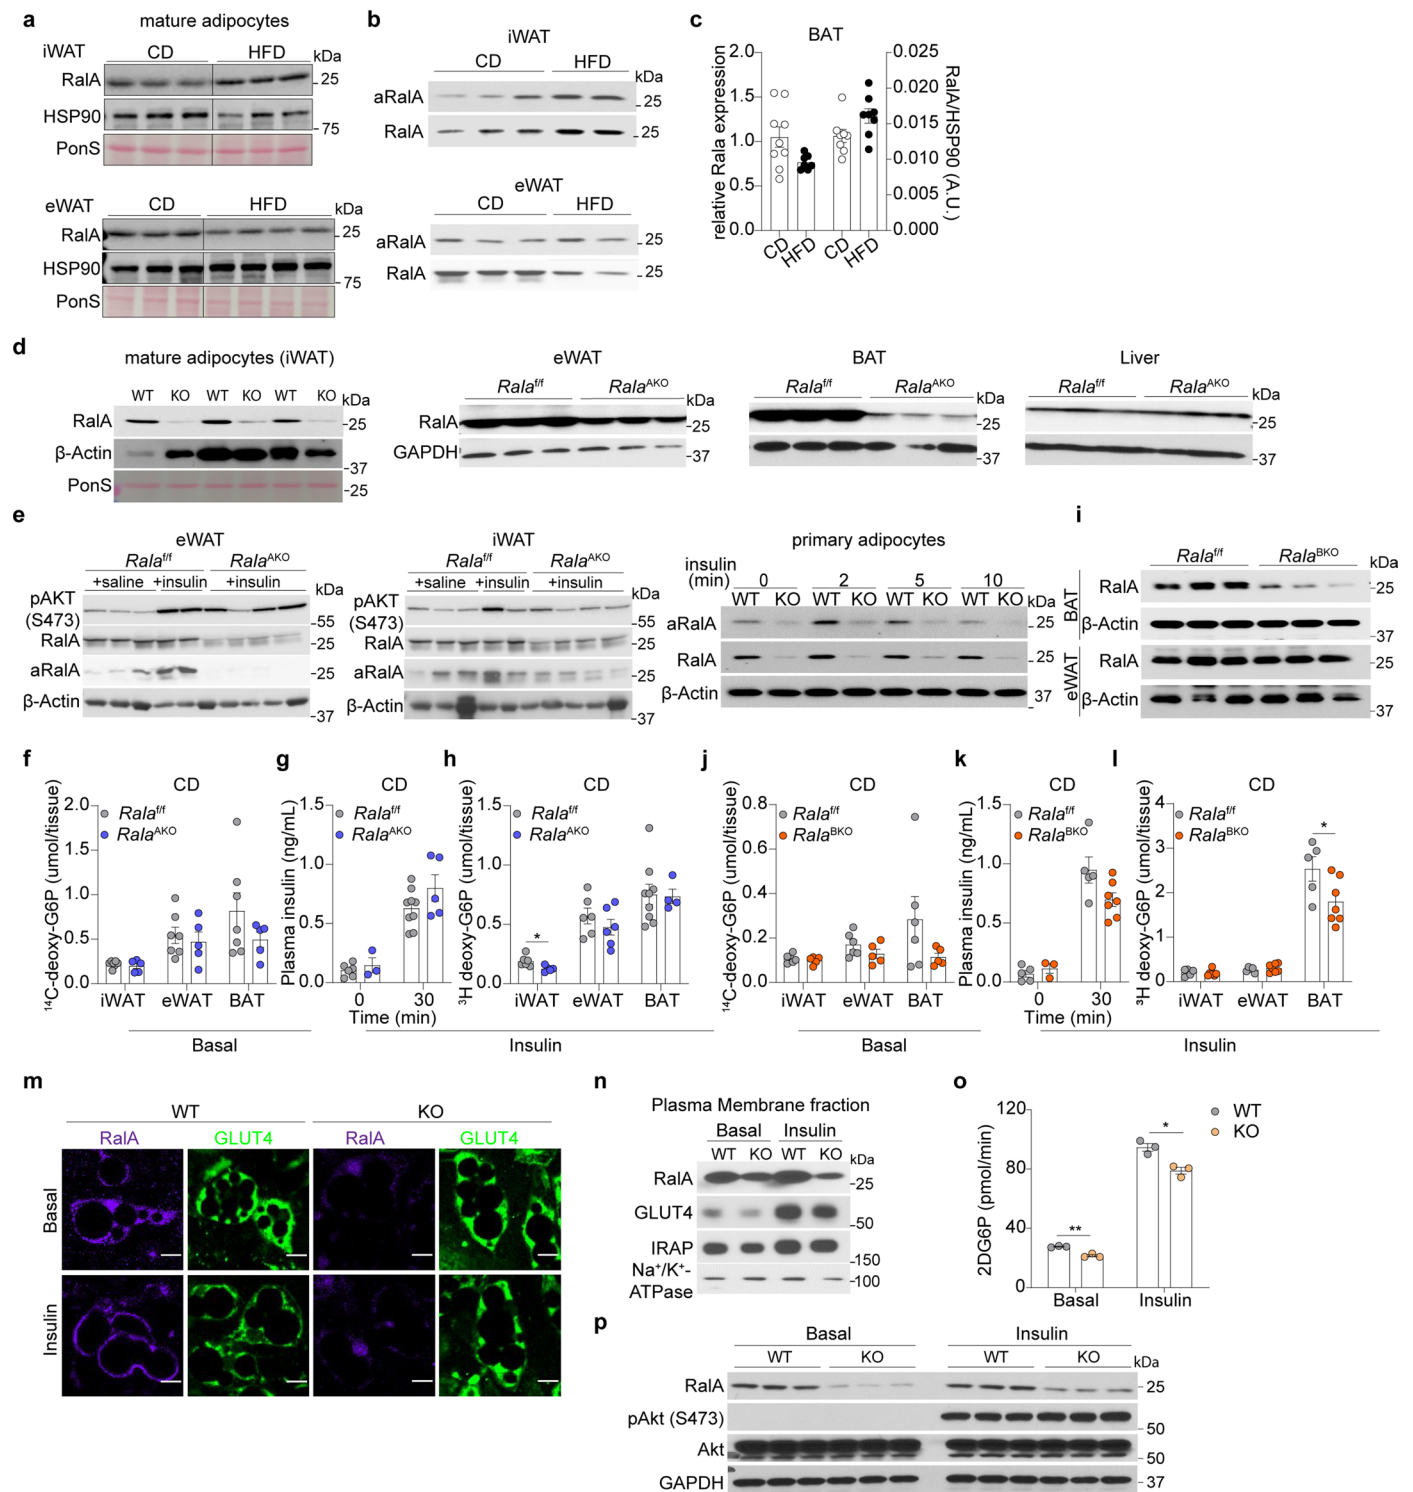 a
mature adipocytes
iWAT
CD
HFD
kDa
RalA
25
HSP90
75
PonS
eWAT
CD
HFD
kDa
RalA
25
HSP90
75
PonS
b
iWAT
CD
HFD
kDa
aRalA
25
RalA
25
eWAT
CD
HFD
kDa
aRalA
25
RalA
25
c
BAT
relative Rala expression
2.0
1.5
1.0
0.5
0.0
0.025
0.020
0.015
0.010
0.005
0.000
RalA/HSP90 (A.U.)
CD
HFD
CD
HFD
d
mature adipocytes (iWAT)
WT KO WT KO WT KO
kDa
RalA
-25
β-Actin
-37
PonS
-25
eWAT
Rala f/f
Rala AKO
kDa
RalA
-25
GAPDH
-37
BAT
Rala f/f
Rala AKO
kDa
-25
-37
Liver
Rala f/f
Rala AKO
kDa
-25
-37
e
eWAT
Rala f/f
Rala AKO
+saline +insulin +insulin
kDa
pAKT
(S473)
-55
RalA
-25
aRalA
-25
β-Actin
-37
iWAT
Rala f/f
Rala AKO
+saline +insulin +insulin
kDa
pAKT
(S473)
-55
RalA
-25
aRalA
-25
β-Actin
-37
primary adipocytes
insulin
(min)
0 2 5 10
WT KO WT KO WT KO WT KO
kDa
aRalA
-25
RalA
-25
β-Actin
-37
i
Rala f/f
Rala BKO
kDa
BAT
RalA
-25
β-Actin
-37
eWAT
RalA
-25
β-Actin
-37
f
CD
Rala f/f
Rala AKO
14C-deoxy-G6P (umol/tissue)
2.0
1.5
1.0
0.5
0.0
iWAT eWAT BAT
Basal
g
CD
Rala f/f
Rala AKO
Plasma insulin (ng/mL)
1.5
1.0
0.5
0.0
0 30
Time (min)
h
CD
Rala f/f
Rala AKO
3H deoxy-G6P (umol/tissue)
1.5
1.0
0.5
0.0
*
iWAT eWAT BAT
Insulin
j
CD
Rala f/f
Rala BKO
14C-deoxy-G6P (umol/tissue)
0.8
0.6
0.4
0.2
0.0
iWAT eWAT BAT
Basal
k
CD
Rala f/f
Rala BKO
Plasma insulin (ng/mL)
1.5
1.0
0.5
0.0
0 30
Time (min)
l
CD
Rala f/f
Rala BKO
3H deoxy-G6P (umol/tissue)
4
3
2
1
0
*
iWAT eWAT BAT
Insulin
m
WT
KO
RalA GLUT4 RalA GLUT4
Basal
Insulin
n
Plasma Membrane fraction
Basal Insulin
WT KO WT KO
kDa
RalA
-25
GLUT4
-50
IRAP
-150
Na+/K+-
ATPase
-100
o
2DG6P (pmol/min)
120
80
40
0
WT
KO
**
*
Basal Insulin
p
Basal
Insulin
WT KO WT KO
kDa
RalA
- 25
pAkt (S473)
- 50
Akt
- 50
GAPDH
- 37